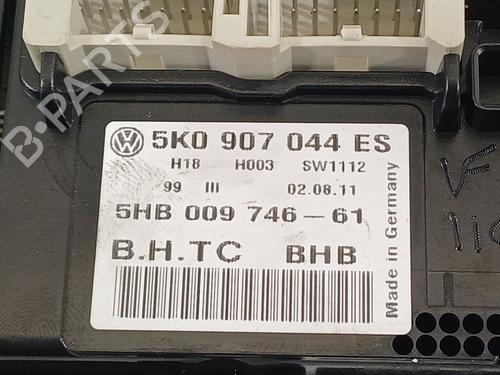 B-PARTS
5K0 907 044 ES
H18 H003 SW1112
99 III 02.08.11
5HB 009 746-61
B.H.TC BHB
Made in Germany